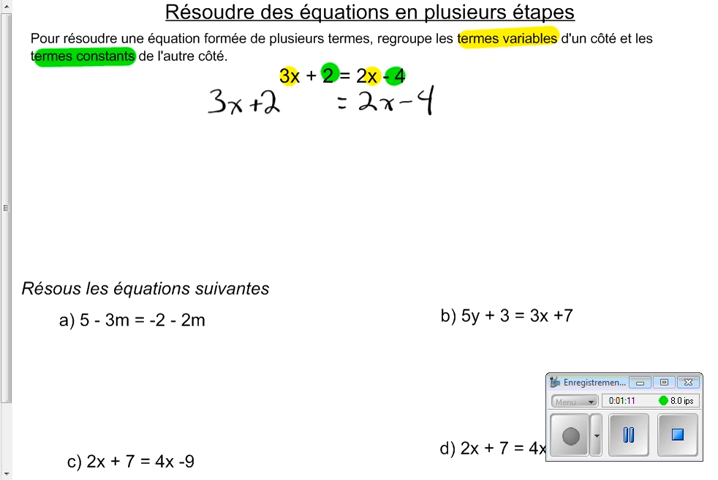 Résoudre des équations en plusieurs étapes
Pour résoudre une équation formée de plusieurs termes, regroupe les termes variables d'un côté et les
termes constants de l'autre côté.
3x + 2 = 2x - 4
3x + 2 = 2x - 4
Résous les équations suivantes
a) 5 - 3m = -2 - 2m
b) 5y + 3 = 3x +7
Enregistremen...
Menu
0:01:11
8.0 ips
c) 2x + 7 = 4x -9
d) 2x + 7 = 4x